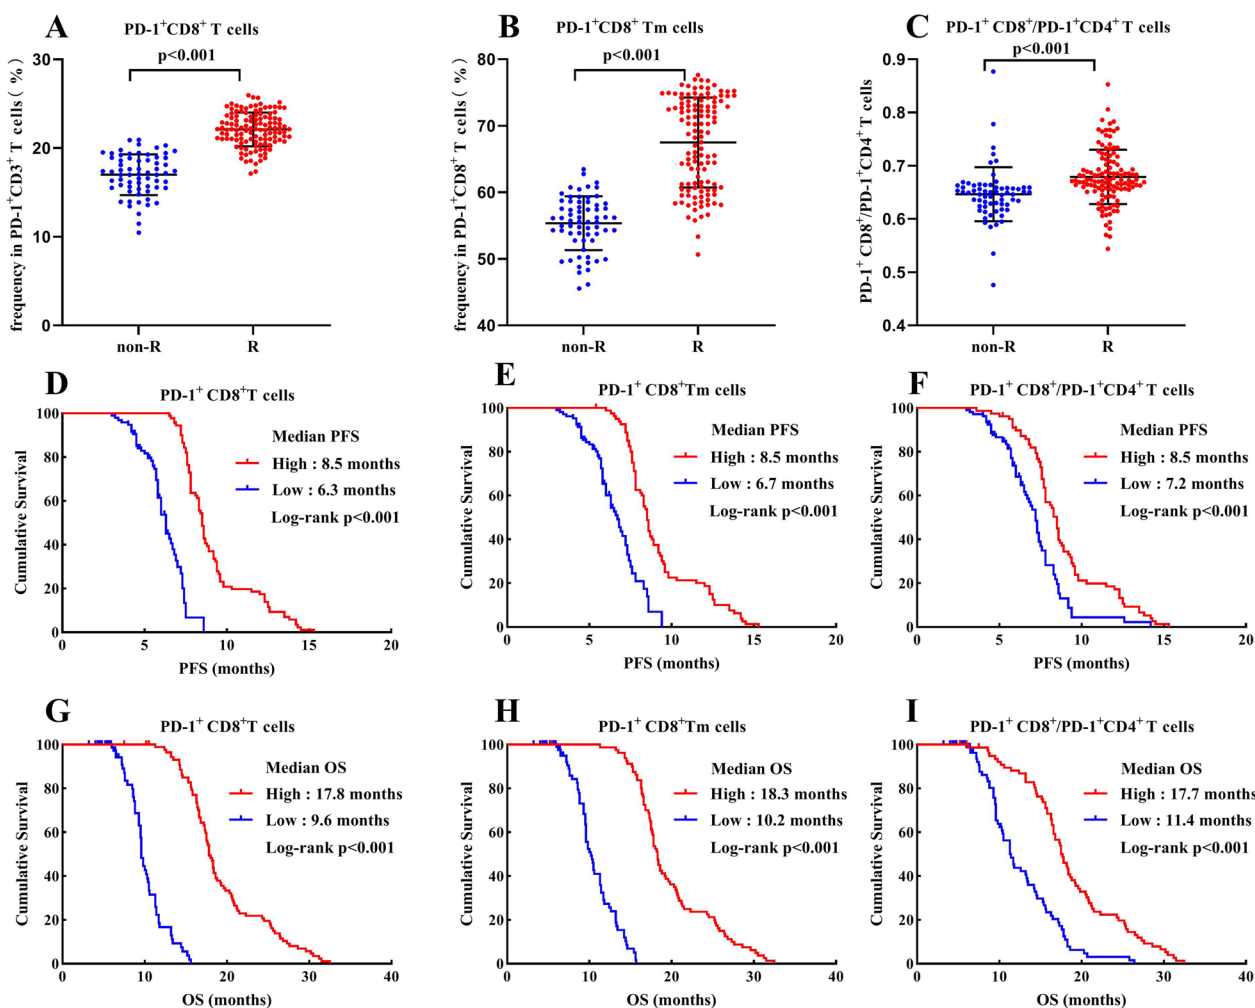 A
PD-1⁺CD8⁺ T cells
p<0.001
frequency in PD-1⁺CD3⁺ T cells ( % )
30
20
10
0
non-R
R
B
PD-1⁺CD8⁺ Tm cells
p<0.001
frequency in PD-1⁺CD8⁺ T cells ( % )
80
70
60
50
40
non-R
R
C
PD-1⁺ CD8⁺/PD-1⁺CD4⁺ T cells
p<0.001
PD-1⁺ CD8⁺/PD-1⁺CD4⁺ T cells
0.9
0.8
0.7
0.6
0.5
0.4
non-R
R
D
PD-1⁺ CD8⁺T cells
Cumulative Survival
100
80
60
40
20
0
Median PFS
High : 8.5 months
Low : 6.3 months
Log-rank p<0.001
0 5 10 15 20
PFS (months)
E
PD-1⁺ CD8⁺Tm cells
Cumulative Survival
100
80
60
40
20
0
Median PFS
High : 8.5 months
Low : 6.7 months
Log-rank p<0.001
0 5 10 15 20
PFS (months)
F
PD-1⁺ CD8⁺/PD-1⁺CD4⁺ T cells
Cumulative Survival
100
80
60
40
20
0
Median PFS
High : 8.5 months
Low : 7.2 months
Log-rank p<0.001
0 5 10 15 20
PFS (months)
G
PD-1⁺ CD8⁺T cells
Cumulative Survival
100
80
60
40
20
0
Median OS
High : 17.8 months
Low : 9.6 months
Log-rank p<0.001
0 10 20 30 40
OS (months)
H
PD-1⁺ CD8⁺Tm cells
Cumulative Survival
100
80
60
40
20
0
Median OS
High : 18.3 months
Low : 10.2 months
Log-rank p<0.001
0 10 20 30 40
OS (months)
I
PD-1⁺ CD8⁺/PD-1⁺CD4⁺ T cells
Cumulative Survival
100
80
60
40
20
0
Median OS
High : 17.7 months
Low : 11.4 months
Log-rank p<0.001
0 10 20 30 40
OS (months)